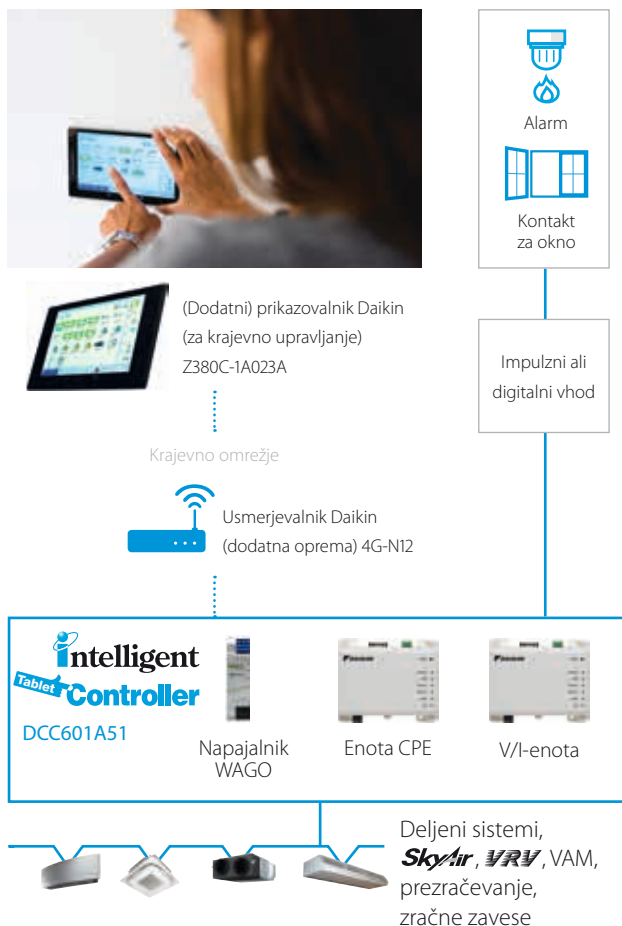 Alarm
Kontakt
za okno
(Dodatni) prikazovalnik Daikin
(za krajevno upravljanje)
Z380C-1A023A
Impulzni ali
digitalni vhod
Krajevno omrežje
Usmerjevalnik Daikin
(dodatna oprema) 4G-N12
intelligent
Tablet Controller
DCC601A51
Napajalnik
WAGO
Enota CPE
V/I-enota
Deljeni sistemi,
SkyAir, VRV, VAM,
prezračevanje,
zračne zavese